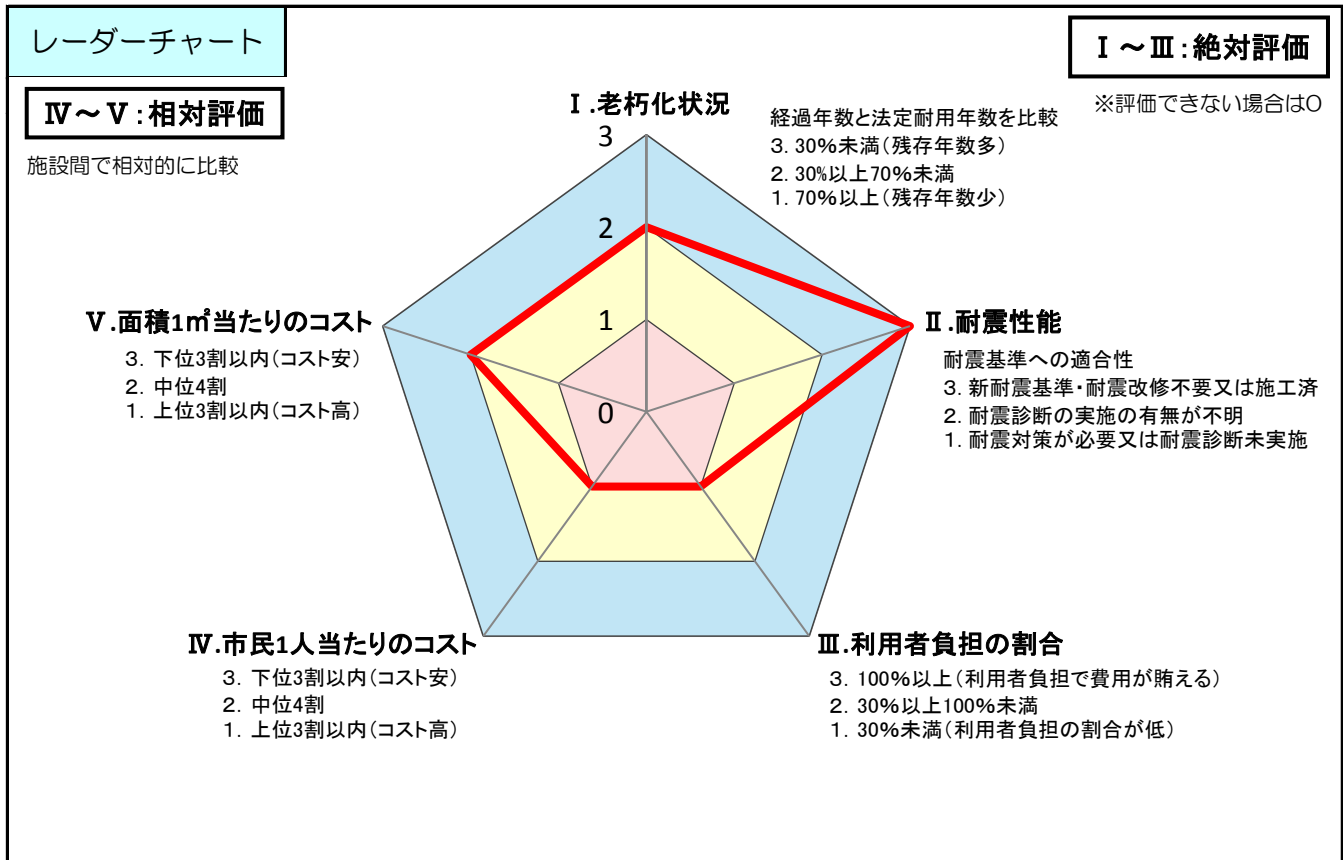 レーダーチャート
Ⅰ~Ⅲ:絶対評価
※評価できない場合は0
Ⅳ~Ⅴ:相対評価
施設間で相対的に比較
Ⅰ.老朽化状況
経過年数と法定耐用年数を比較
3. 30%未満(残存年数多)
2. 30%以上70%未満
1. 70%以上(残存年数少)
3
2
1
0
Ⅱ.耐震性能
耐震基準への適合性
3. 新耐震基準・耐震改修不要又は施工済
2. 耐震診断の実施の有無が不明
1. 耐震対策が必要又は耐震診断未実施
Ⅴ.面積1㎡当たりのコスト
3. 下位3割以内(コスト安)
2. 中位4割
1. 上位3割以内(コスト高)
Ⅳ.市民1人当たりのコスト
3. 下位3割以内(コスト安)
2. 中位4割
1. 上位3割以内(コスト高)
Ⅲ.利用者負担の割合
3. 100%以上(利用者負担で費用が賄える)
2. 30%以上100%未満
1. 30%未満(利用者負担の割合が低)